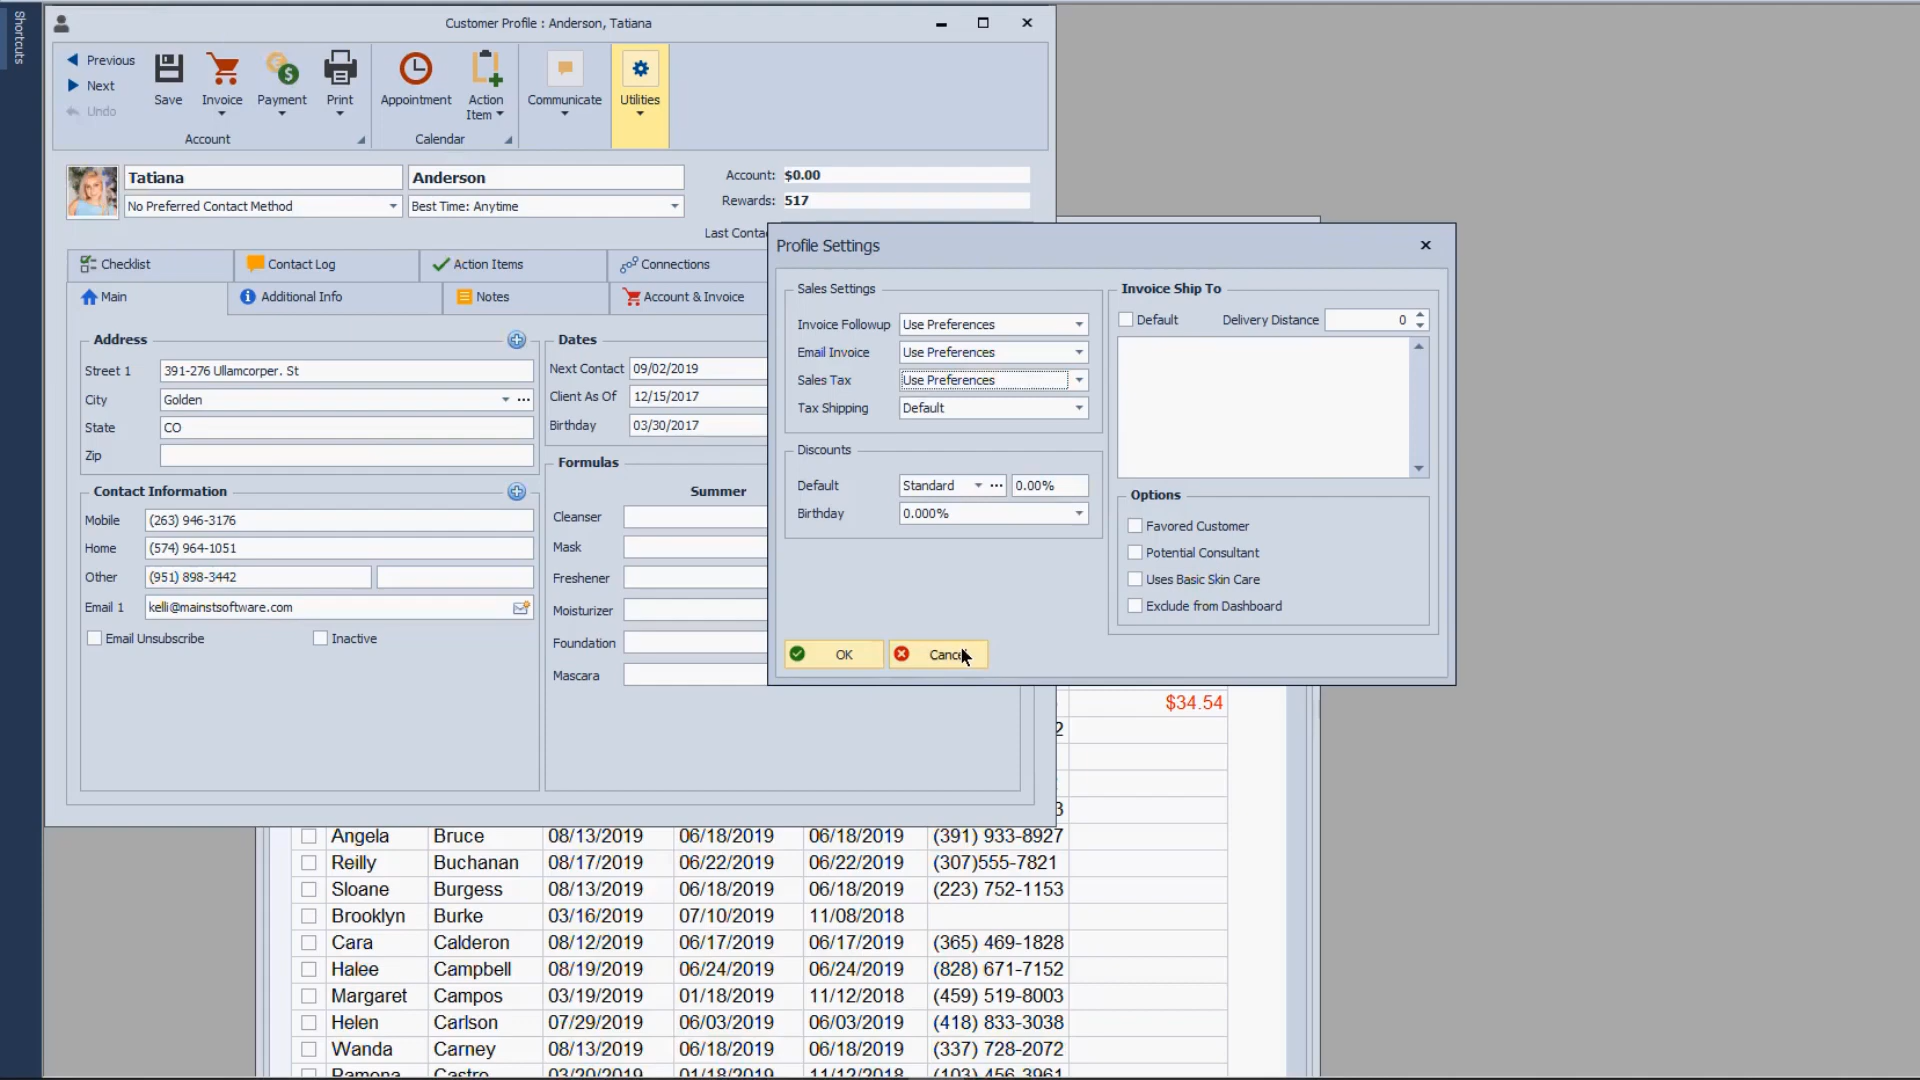 Shortcuts
Customer Profile : Anderson, Tatiana
Previous
Next
Undo
Save
Invoice
Payment
Print
Appointment
Action Item
Communicate
Utilities
Account
Calendar
Tatiana
Anderson
No Preferred Contact Method
Best Time: Anytime
Account: $0.00
Rewards: 517
Last Conta
Checklist
Contact Log
Action Items
Connections
Main
Additional Info
Notes
Account & Invoice
Address
Street 1 391-276 Ullamcorper. St
City Golden
State CO
Zip
Contact Information
Mobile (263) 946-3176
Home (574) 964-1051
Other (951) 898-3442
Email 1 kelli@mainstsoftware.com
Email Unsubscribe
Inactive
Dates
Next Contact 09/02/2019
Client As Of 12/15/2017
Birthday 03/30/2017
Formulas
Summer
Cleanser
Mask
Freshener
Moisturizer
Foundation
Mascara
Profile Settings
Sales Settings
Invoice Followup Use Preferences
Email Invoice Use Preferences
Sales Tax Use Preferences
Tax Shipping Default
Discounts
Default Standard ... 0.00%
Birthday 0.000%
Invoice Ship To
Default Delivery Distance 0
Options
Favored Customer
Potential Consultant
Uses Basic Skin Care
Exclude from Dashboard
OK
Cancel
$34.54
2
3
Angela Bruce 08/13/2019 06/18/2019 06/18/2019 (391) 933-8927
Reilly Buchanan 08/17/2019 06/22/2019 06/22/2019 (307)555-7821
Sloane Burgess 08/13/2019 06/18/2019 06/18/2019 (223) 752-1153
Brooklyn Burke 03/16/2019 07/10/2019 11/08/2018
Cara Calderon 08/12/2019 06/17/2019 06/17/2019 (365) 469-1828
Halee Campbell 08/19/2019 06/24/2019 06/24/2019 (828) 671-7152
Margaret Campos 03/19/2019 01/18/2019 11/12/2018 (459) 519-8003
Helen Carlson 07/29/2019 06/03/2019 06/03/2019 (418) 833-3038
Wanda Carney 08/13/2019 06/18/2019 06/18/2019 (337) 728-2072
Ramona Castro 03/20/2019 01/18/2019 11/12/2018 (103) 456-3961